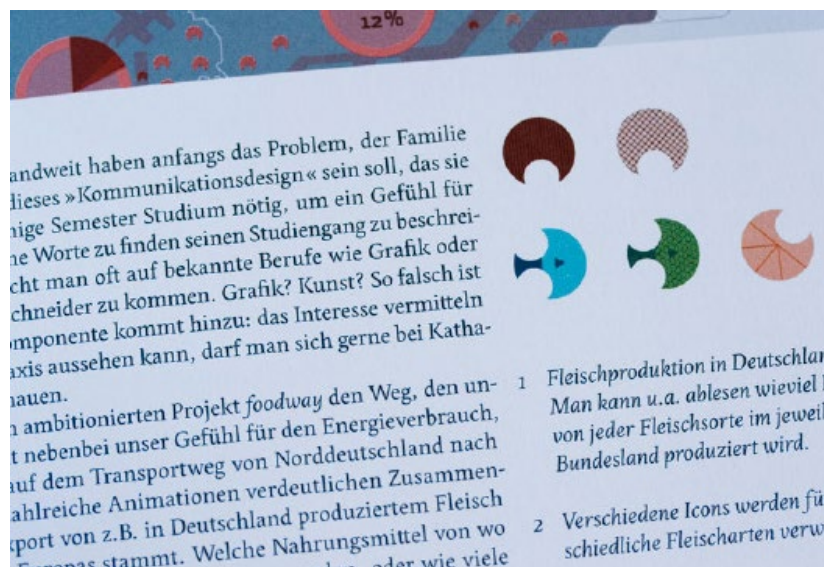 12%
andweit haben anfangs das Problem, der Familie
dieses »Kommunikationsdesign« sein soll, das sie
nige Semester Studium nötig, um ein Gefühl für
ne Worte zu finden seinen Studiengang zu beschrei-
cht man oft auf bekannte Berufe wie Grafik oder
chneider zu kommen. Grafik? Kunst? So falsch ist
omponente kommt hinzu: das Interesse vermitteln
axis aussehen kann, darf man sich gerne bei Katha-
hauen.
n ambitionierten Projekt foodway den Weg, den un-
t nebenbei unser Gefühl für den Energieverbrauch,
auf dem Transportweg von Norddeutschland nach
ahlreiche Animationen verdeutlichen Zusammen-
xport von z.B. in Deutschland produziertem Fleisch
Europas stammt. Welche Nahrungsmittel von wo
oder wie viele
1 Fleischproduktion in Deutschlan
Man kann u.a. ablesen wieviel
von jeder Fleischsorte im jeweil
Bundesland produziert wird.
2 Verschiedene Icons werden fü
schiedliche Fleischarten verw